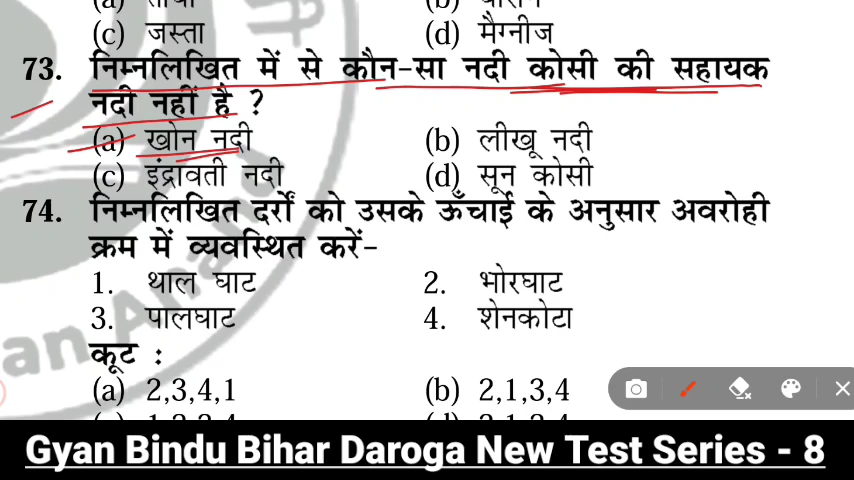 (c) जस्ता (d) मैग्नीज
73. निम्नलिखित में से कौन-सा नदी कोसी की सहायक
नदी नहीं है ?
(a) खोन नदी (b) लीखू नदी
(c) इंद्रावती नदी (d) सून कोसी
74. निम्नलिखित दर्रों को उसके ऊँचाई के अनुसार अवरोही
क्रम में व्यवस्थित करें-
1. थाल घाट 2. भोरघाट
3. पालघाट 4. शेनकोटा
कूट :
(a) 2,3,4,1 (b) 2,1,3,4
Gyan Bindu Bihar Daroga New Test Series - 8